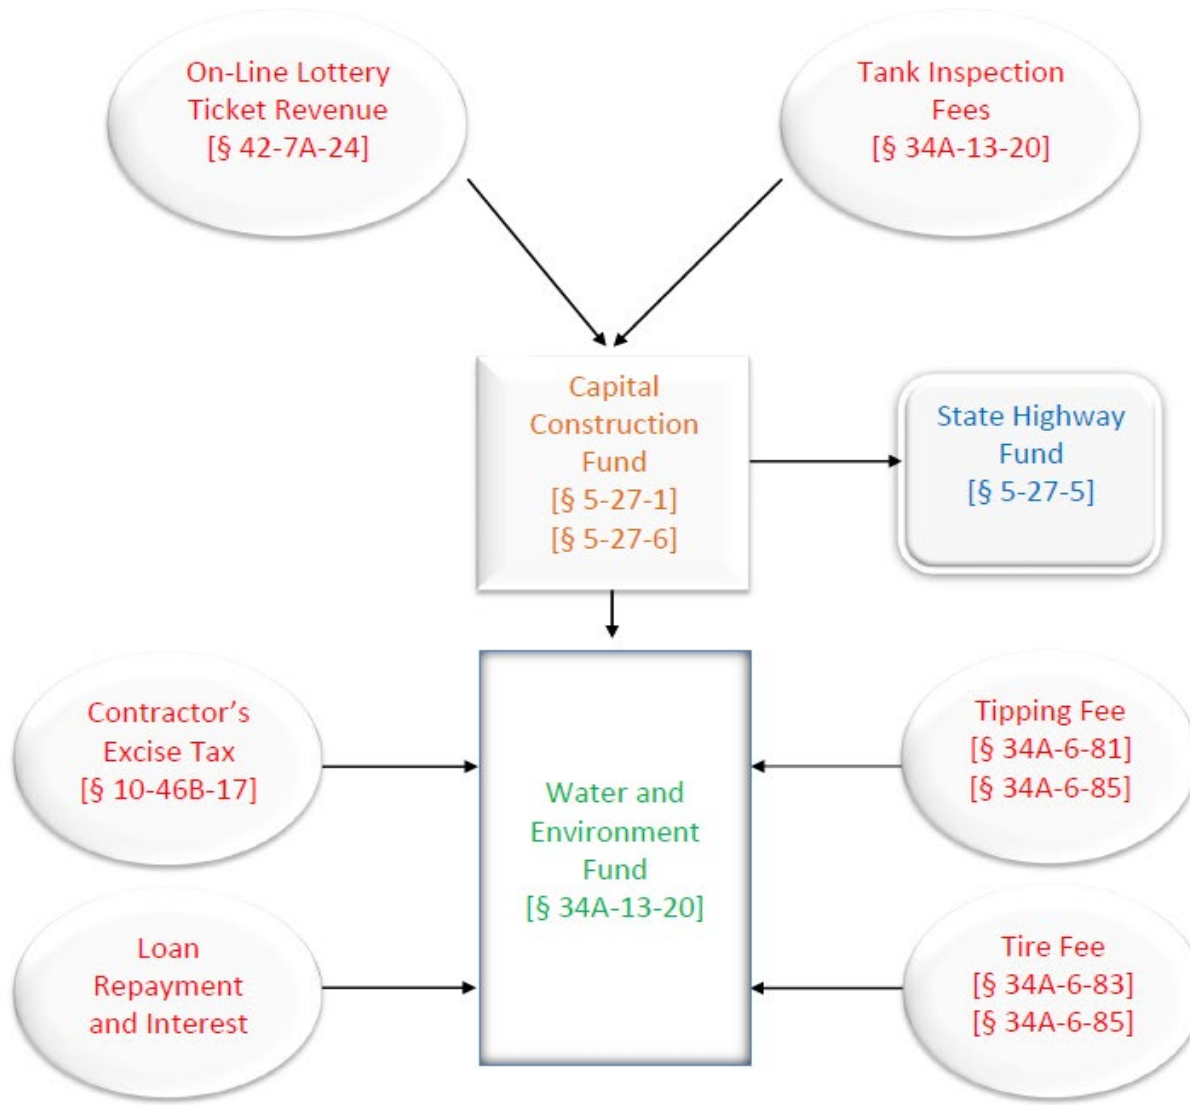 On-Line Lottery
Ticket Revenue
[§ 42-7A-24]
Tank Inspection
Fees
[§ 34A-13-20]
Capital
Construction
Fund
[§ 5-27-1]
[§ 5-27-6]
State Highway
Fund
[§ 5-27-5]
Contractor’s
Excise Tax
[§ 10-46B-17]
Water and
Environment
Fund
[§ 34A-13-20]
Tipping Fee
[§ 34A-6-81]
[§ 34A-6-85]
Loan
Repayment
and Interest
Tire Fee
[§ 34A-6-83]
[§ 34A-6-85]